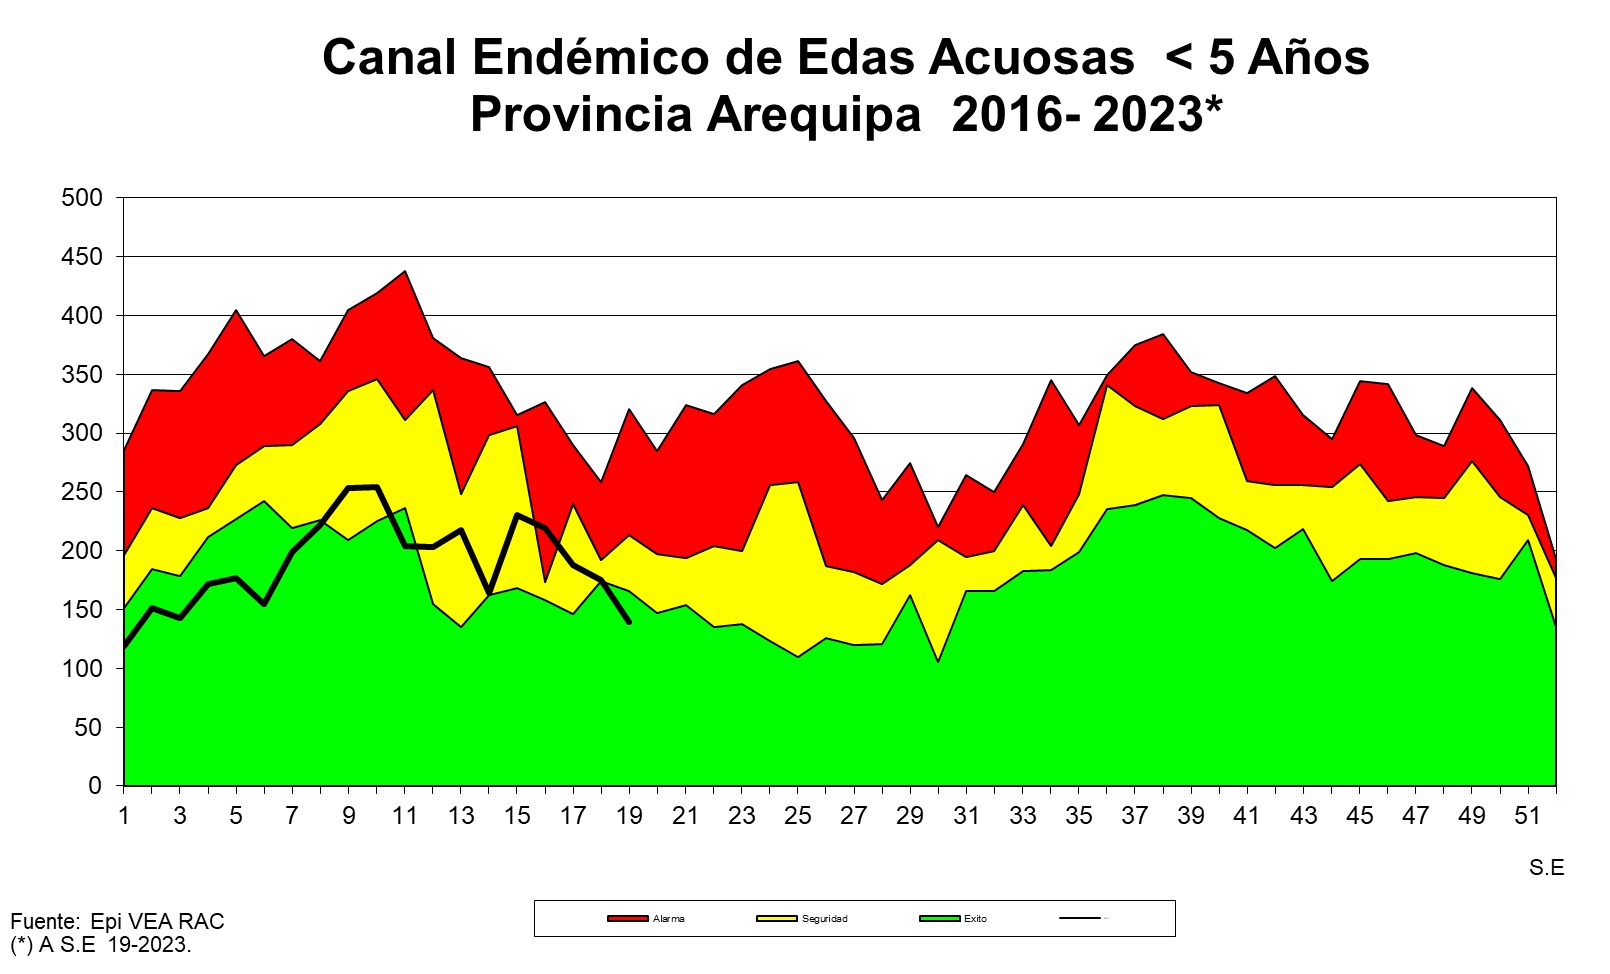 Canal Endémico de Edas Acuosas < 5 Años
Provincia Arequipa 2016- 2023*
500
450
400
350
300
250
200
150
100
50
0
1 3 5 7 9 11 13 15 17 19 21 23 25 27 29 31 33 35 37 39 41 43 45 47 49 51
S.E
Alarma Seguridad Exito
Fuente: Epi VEA RAC
(*) A S.E 19-2023.